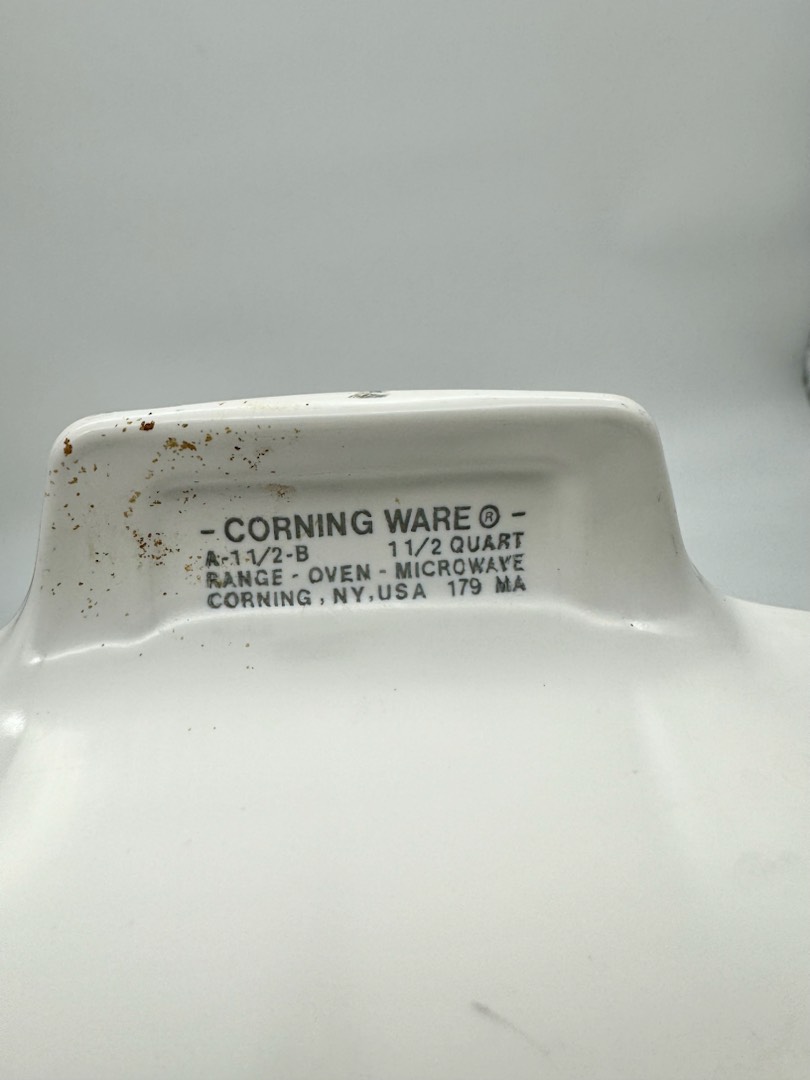 - CORNING WARE ® -
A-1 1/2-B 1 1/2 QUART
RANGE - OVEN - MICROWAVE
CORNING, NY, USA 179 MA